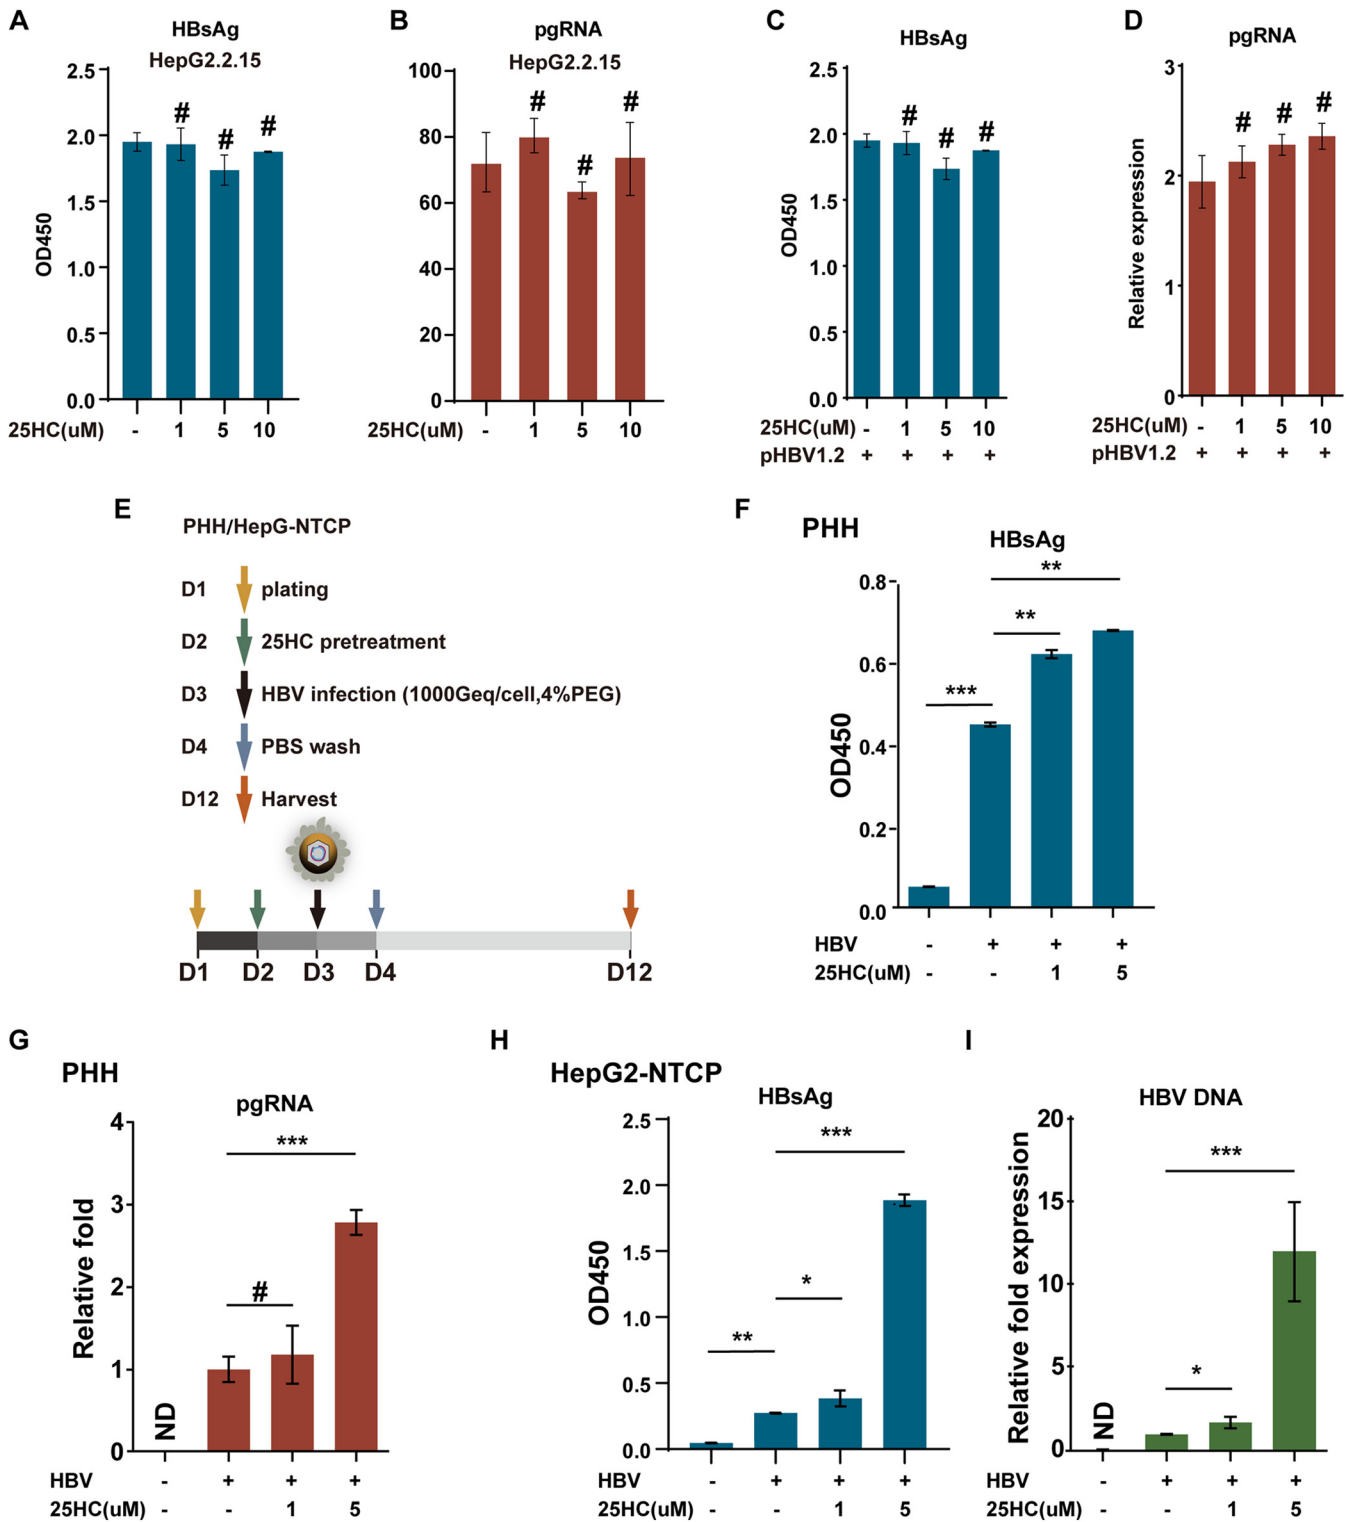 A
HBsAg
HepG2.2.15
2.5
2.0
1.5
1.0
0.5
0.0
OD450
# # #
25HC(uM) - 1 5 10
B
pgRNA
HepG2.2.15
100
80
60
40
20
0
# # #
25HC(uM) - 1 5 10
C
HBsAg
2.5
2.0
1.5
1.0
0.5
0.0
OD450
# # #
25HC(uM) - 1 5 10
pHBV1.2 + + + +
D
pgRNA
3
2
1
0
Relative expression
# # #
25HC(uM) - 1 5 10
pHBV1.2 + + + +
E
PHH/HepG-NTCP
D1 plating
D2 25HC pretreatment
D3 HBV infection (1000Geq/cell,4%PEG)
D4 PBS wash
D12 Harvest
D1 D2 D3 D4 D12
F
PHH
HBsAg
0.8
0.6
0.4
0.2
0.0
OD450
**
**
***
HBV - + + +
25HC(uM) - - 1 5
G
PHH
pgRNA
4
3
2
1
0
Relative fold
***
#
ND
HBV - + + +
25HC(uM) - - 1 5
H
HepG2-NTCP
HBsAg
2.5
2.0
1.5
1.0
0.5
0.0
OD450
***
*
**
HBV - + + +
25HC(uM) - - 1 5
I
HBV DNA
20
15
10
5
0
Relative fold expression
***
*
ND
HBV - + + +
25HC(uM) - - 1 5